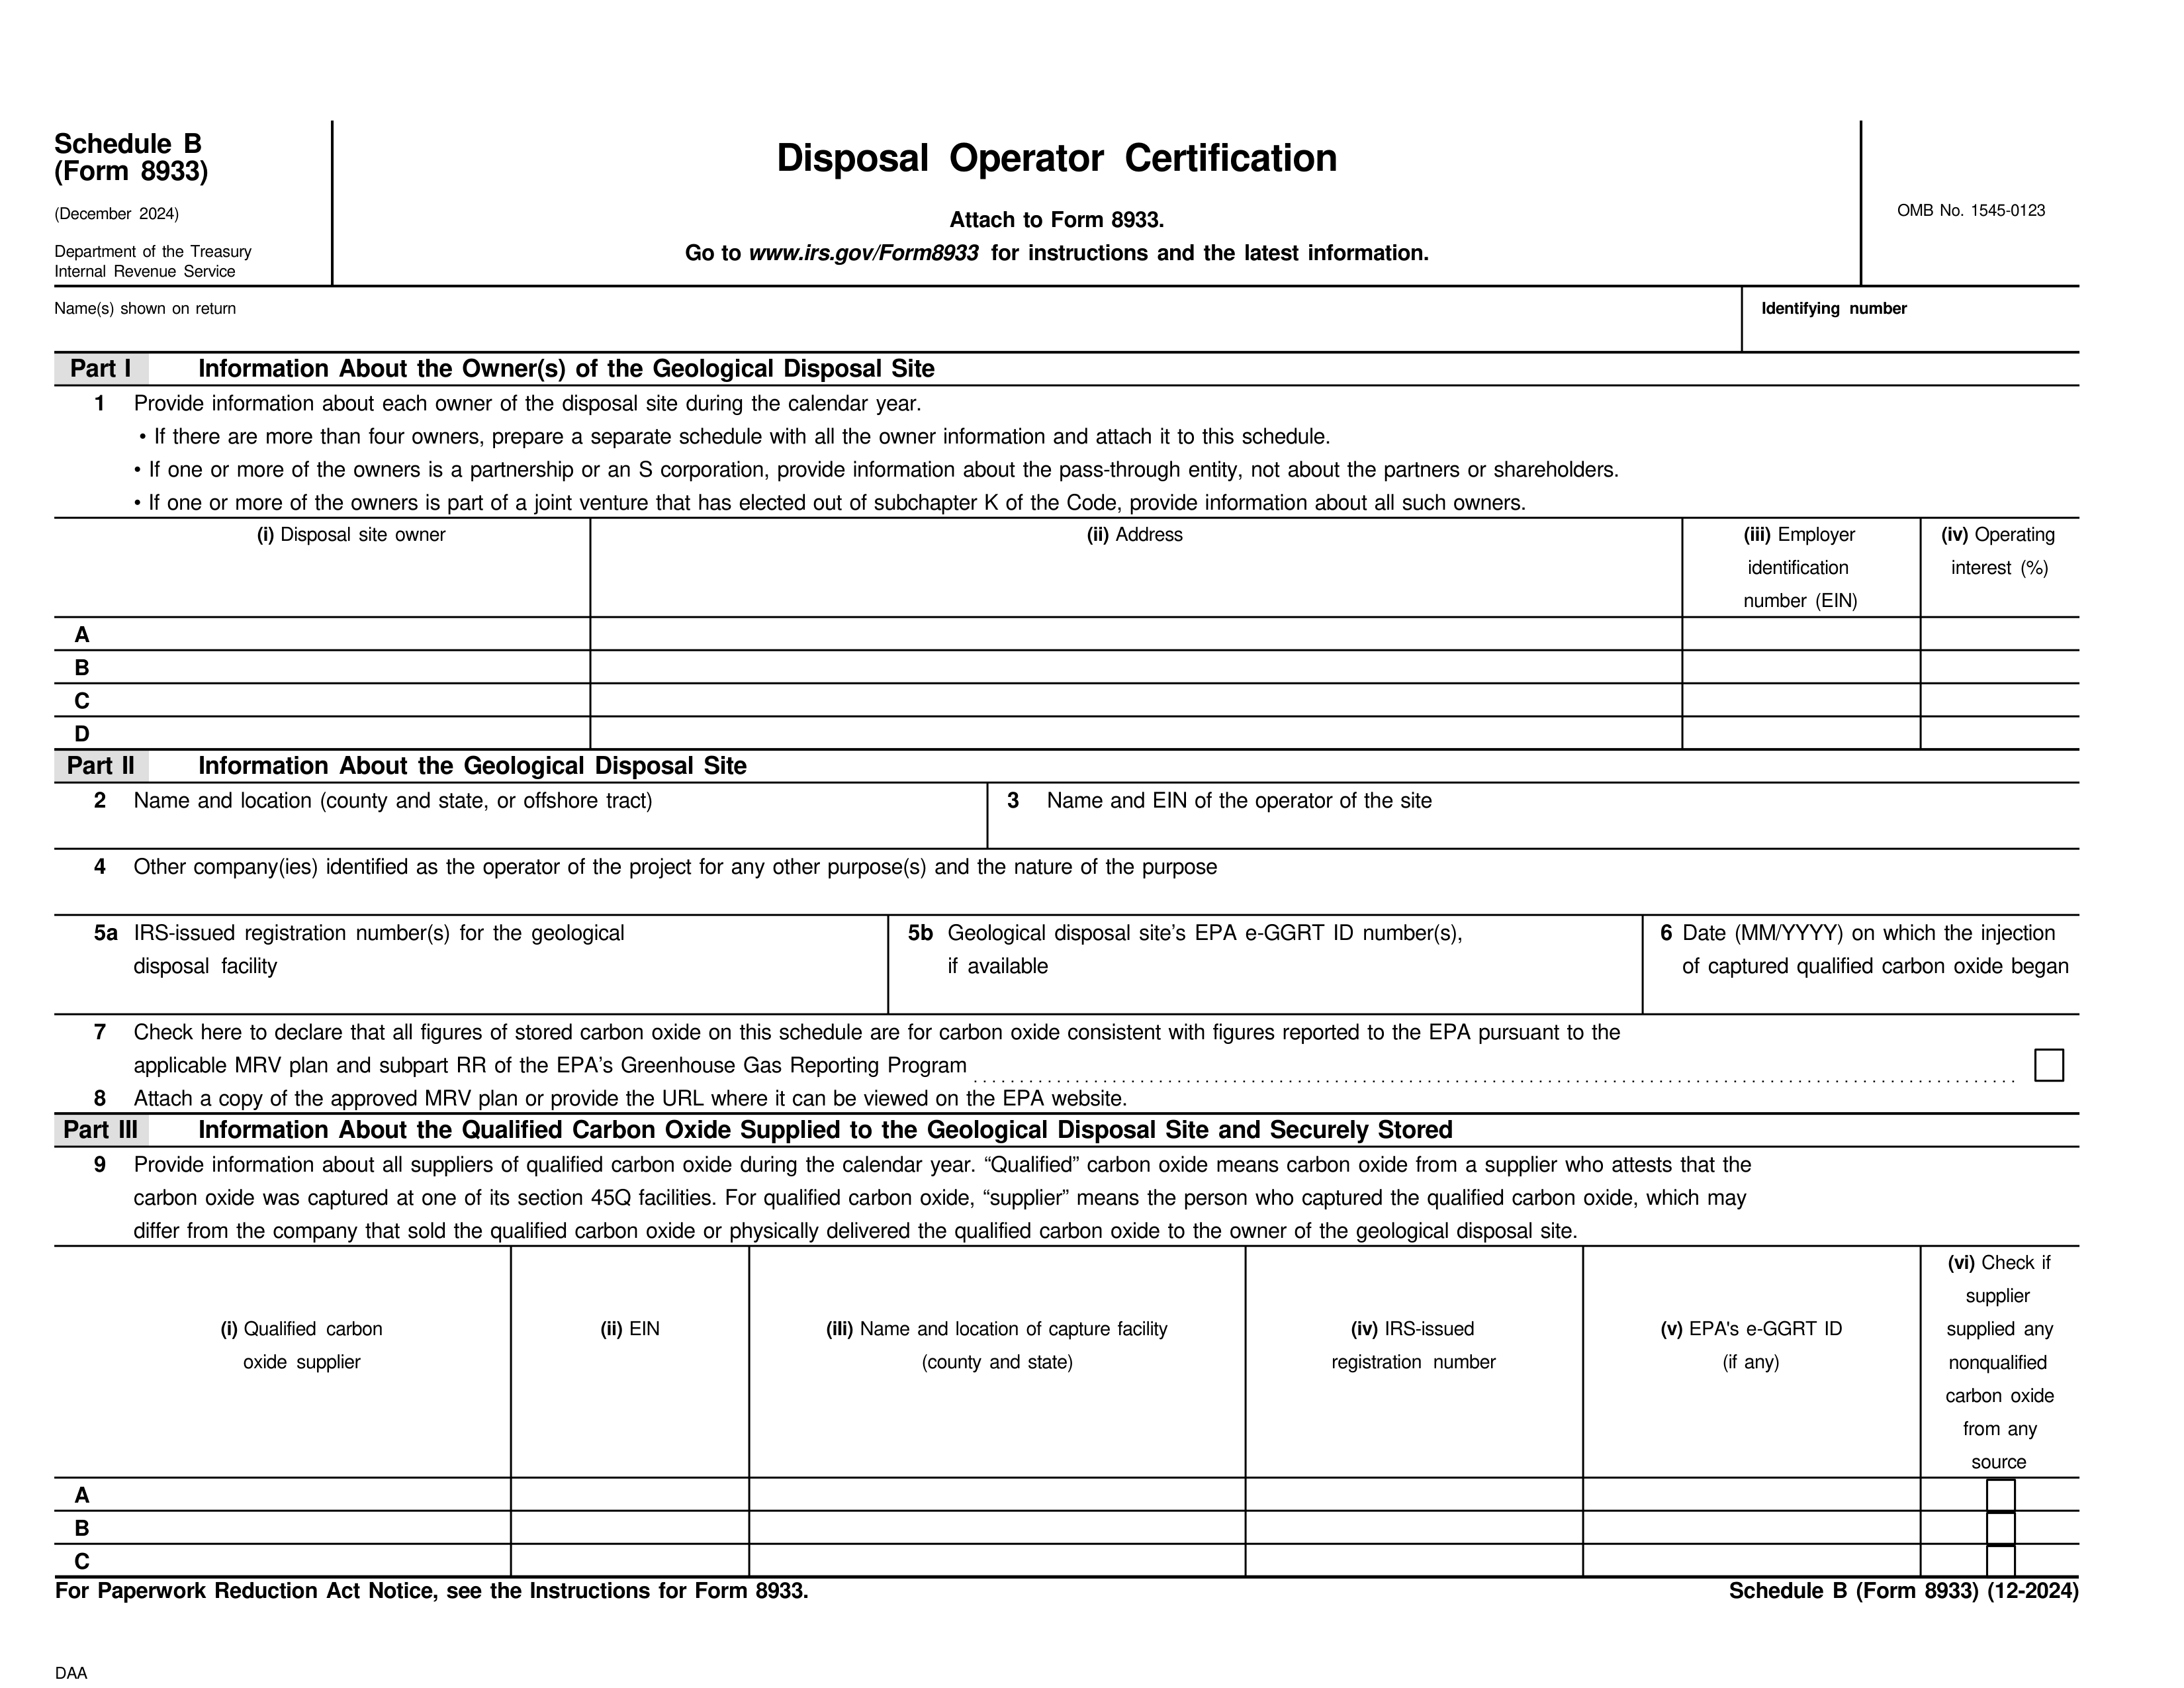 Schedule B
(Form 8933)
(December 2024)
Department of the Treasury
Internal Revenue Service
Disposal Operator Certification
Attach to Form 8933.
Go to www.irs.gov/Form8933 for instructions and the latest information.
OMB No. 1545-0123
Name(s) shown on return
Identifying number
Part I Information About the Owner(s) of the Geological Disposal Site
1 Provide information about each owner of the disposal site during the calendar year.
• If there are more than four owners, prepare a separate schedule with all the owner information and attach it to this schedule.
• If one or more of the owners is a partnership or an S corporation, provide information about the pass-through entity, not about the partners or shareholders.
• If one or more of the owners is part of a joint venture that has elected out of subchapter K of the Code, provide information about all such owners.
(i) Disposal site owner
(ii) Address
(iii) Employer
identification
number (EIN)
(iv) Operating
interest (%)
A
B
C
D
Part II Information About the Geological Disposal Site
2 Name and location (county and state, or offshore tract)
3 Name and EIN of the operator of the site
4 Other company(ies) identified as the operator of the project for any other purpose(s) and the nature of the purpose
5a IRS-issued registration number(s) for the geological
disposal facility
5b Geological disposal site's EPA e-GGRT ID number(s),
if available
6 Date (MM/YYYY) on which the injection
of captured qualified carbon oxide began
7 Check here to declare that all figures of stored carbon oxide on this schedule are for carbon oxide consistent with figures reported to the EPA pursuant to the
applicable MRV plan and subpart RR of the EPA's Greenhouse Gas Reporting Program
8 Attach a copy of the approved MRV plan or provide the URL where it can be viewed on the EPA website.
Part III Information About the Qualified Carbon Oxide Supplied to the Geological Disposal Site and Securely Stored
9 Provide information about all suppliers of qualified carbon oxide during the calendar year. “Qualified” carbon oxide means carbon oxide from a supplier who attests that the
carbon oxide was captured at one of its section 45Q facilities. For qualified carbon oxide, “supplier” means the person who captured the qualified carbon oxide, which may
differ from the company that sold the qualified carbon oxide or physically delivered the qualified carbon oxide to the owner of the geological disposal site.
(i) Qualified carbon
oxide supplier
(ii) EIN
(ili) Name and location of capture facility
(county and state)
(iv) IRS-issued
registration number
(v) EPA's e-GGRT ID
(if any)
(vi) Check if
supplier
supplied any
nonqualified
carbon oxide
from any
source
A
B
C
For Paperwork Reduction Act Notice, see the Instructions for Form 8933.
Schedule B (Form 8933) (12-2024)
DAA